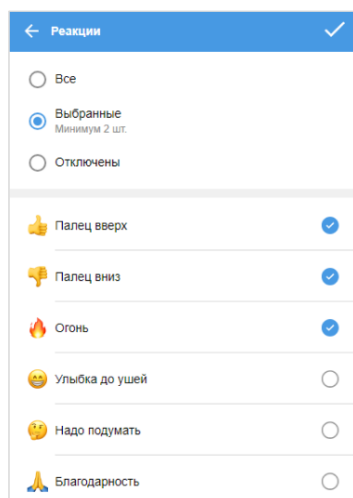 Реакции
Все
Выбранные
Минимум 2 шт.
Отключены
Палец вверх
Палец вниз
Огонь
Улыбка до ушей
Надо подумать
Благодарность